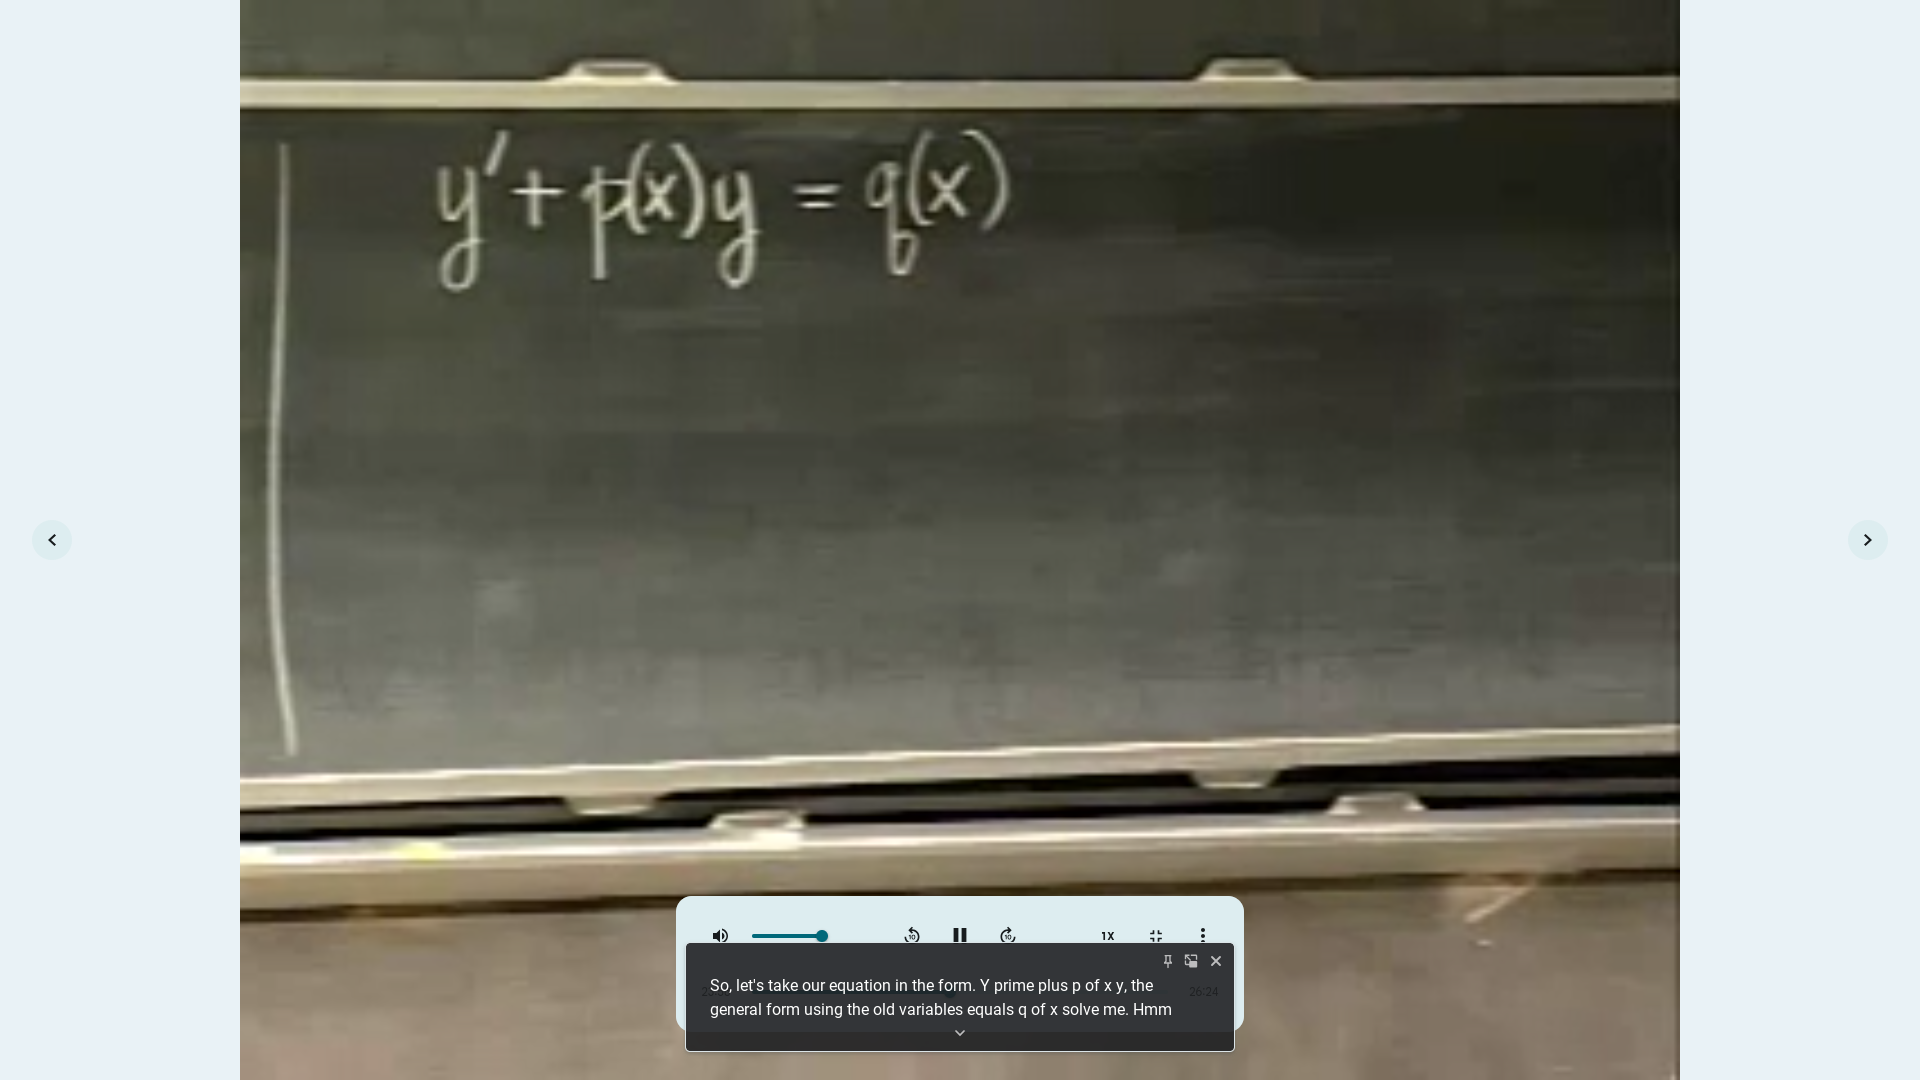 y' + p(x)y = q(x)
1X
26:24
So, let's take our equation in the form. Y prime plus p of x y, the
general form using the old variables equals q of x solve me. Hmm